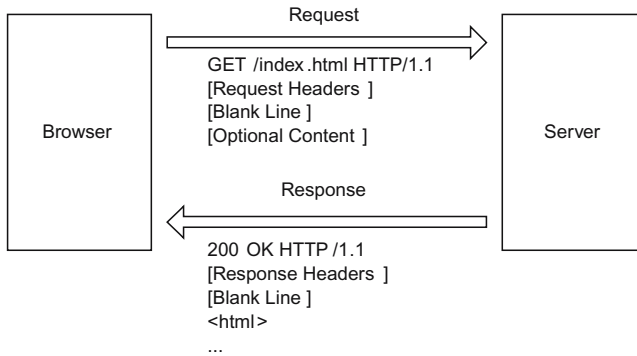 Request
GET /index.html HTTP/1.1
[Request Headers ]
[Blank Line ]
[Optional Content ]
Browser
Server
Response
200 OK HTTP /1.1
[Response Headers ]
[Blank Line ]
<html>
...